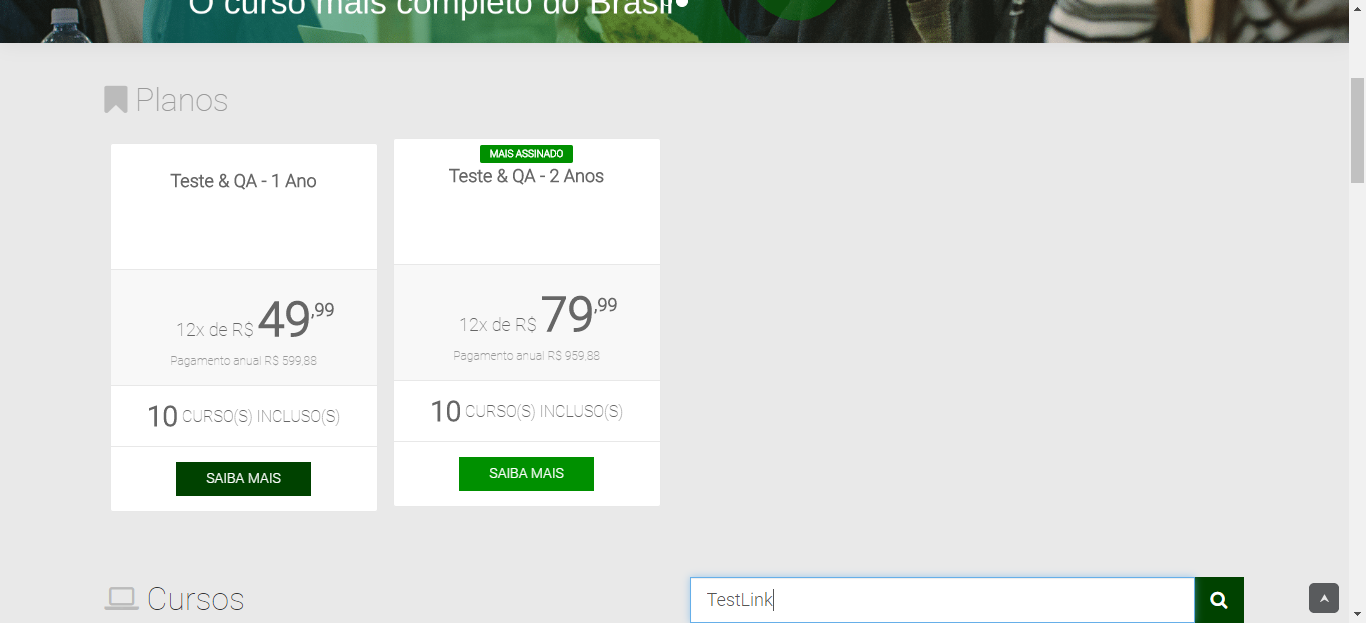 O curso mais completo do Brasil
Planos
Teste & QA - 1 Ano
12x de R$ 49,99
Pagamento anual R$ 599,88
10 CURSO(S) INCLUSO(S)
SAIBA MAIS
MAIS ASSINADO
Teste & QA - 2 Anos
12x de R$ 79,99
Pagamento anual R$ 959,88
10 CURSO(S) INCLUSO(S)
SAIBA MAIS
Cursos
TestLink